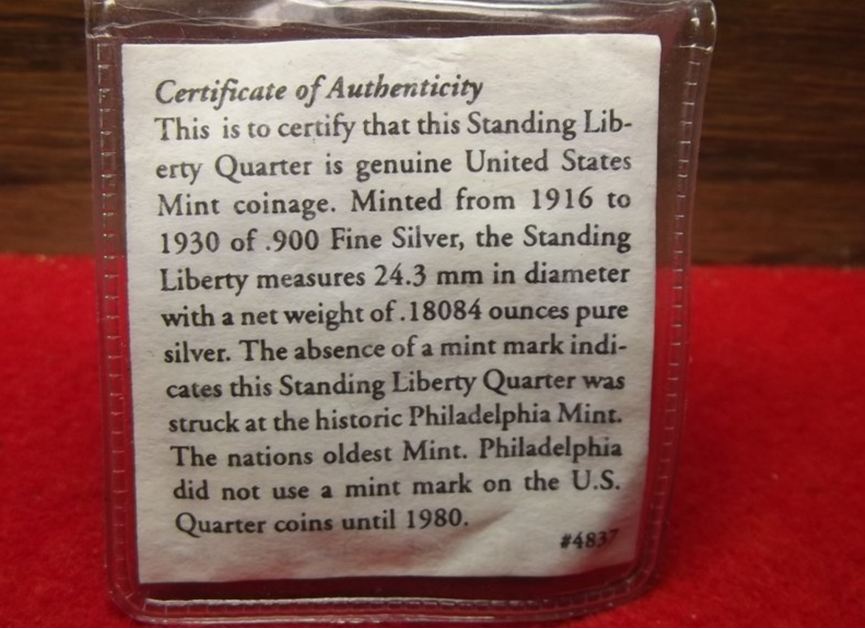 Certificate of Authenticity
This is to certify that this Standing Lib-
erty Quarter is genuine United States
Mint coinage. Minted from 1916 to
1930 of .900 Fine Silver, the Standing
Liberty measures 24.3 mm in diameter
with a net weight of .18084 ounces pure
silver. The absence of a mint mark indi-
cates this Standing Liberty Quarter was
struck at the historic Philadelphia Mint.
The nations oldest Mint. Philadelphia
did not use a mint mark on the U.S.
Quarter coins until 1980.
#4837